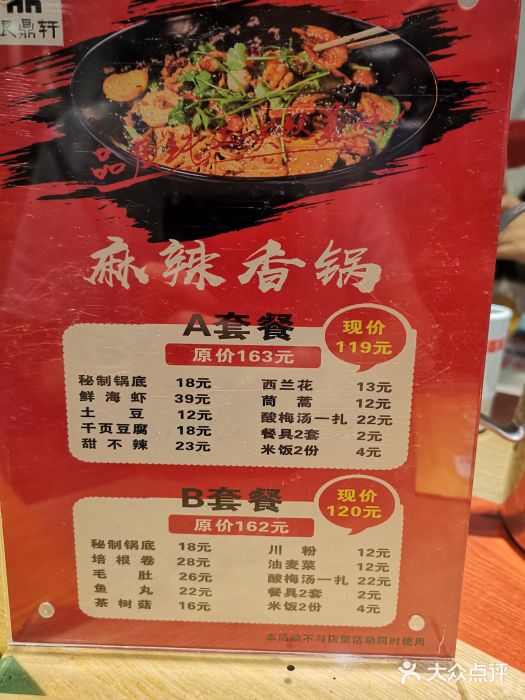 鼎轩
麻辣香锅
A套餐
原价163元
现价
119元
秘制锅底 18元
鲜海虾 39元
土豆 12元
千页豆腐 18元
甜不辣 23元
西兰花 13元
茼蒿 12元
酸梅汤一扎 22元
餐具2套 2元
米饭2份 4元
B套餐
原价162元
现价
120元
秘制锅底 18元
培根卷 28元
毛肚 26元
鱼丸 22元
茶树菇 16元
川粉 12元
油麦菜 12元
酸梅汤一扎 22元
餐具2套 2元
米饭2份 4元
本活动不与店里活动同时使用
大众点评